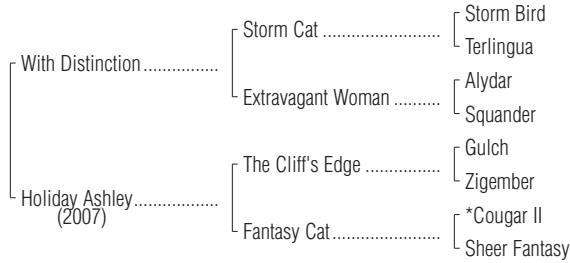 Storm Bird
Storm Cat ..........................
Terlingua
With Distinction.................
Alydar
Extravagant Woman ..........
Squander
Gulch
The Cliff's Edge .................
Zigember
Holiday Ashley...................
(2007)
*Cougar II
Fantasy Cat........................
Sheer Fantasy